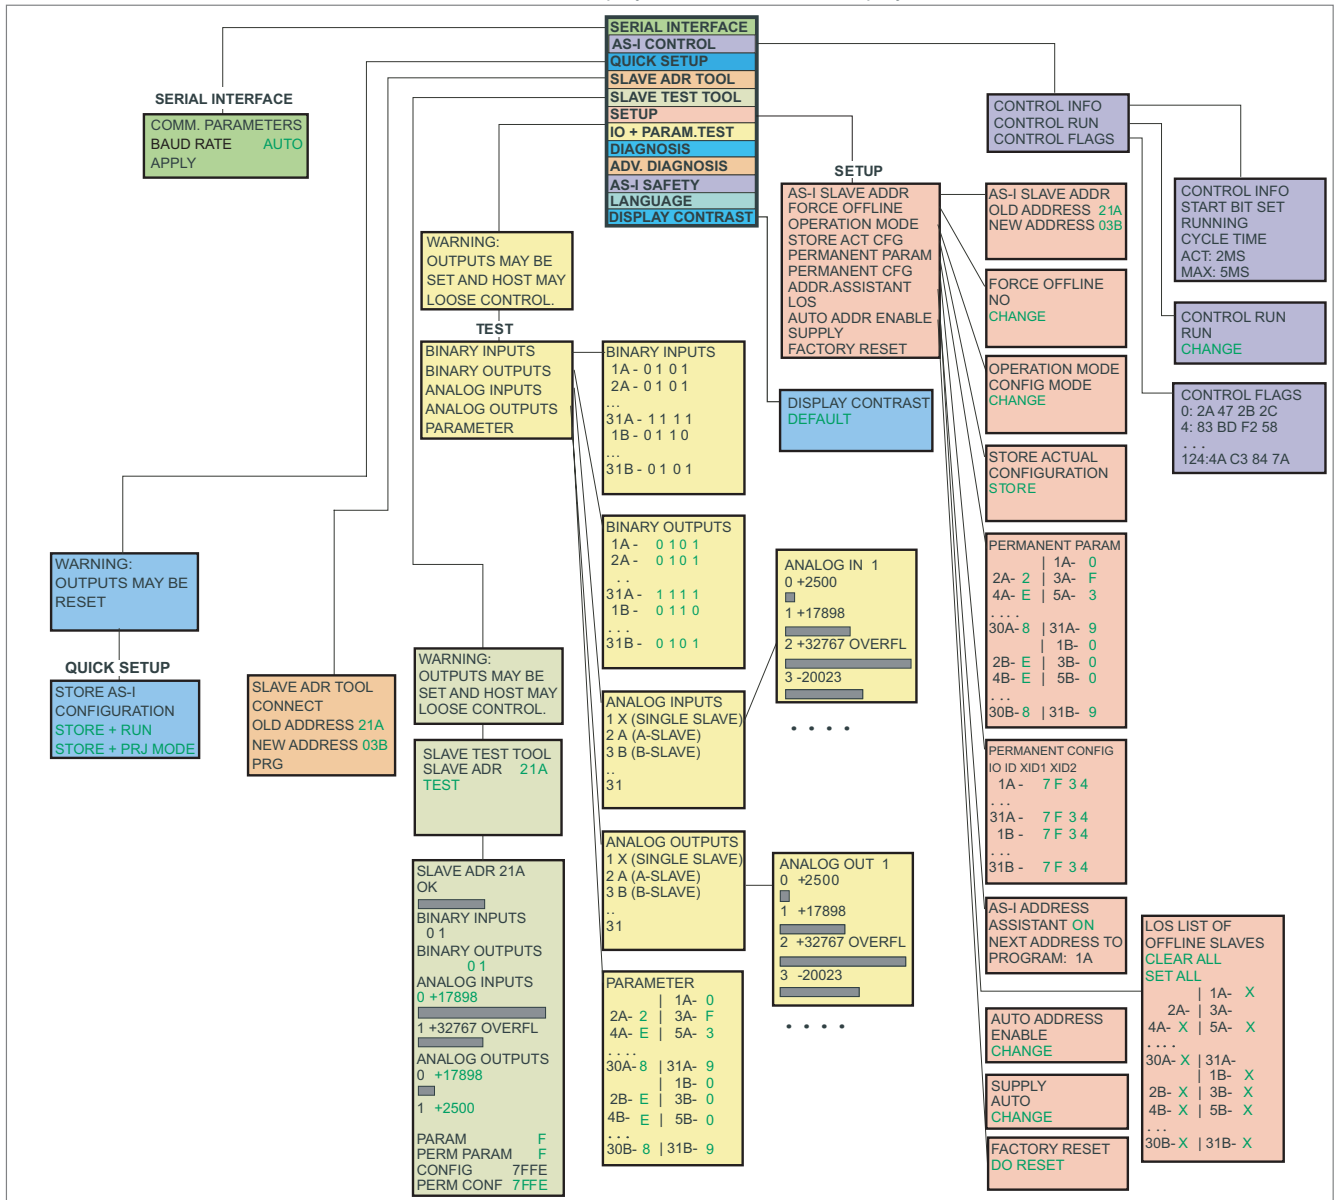 SERIAL INTERFACE
AS-I CONTROL
QUICK SETUP
SLAVE ADR TOOL
SLAVE TEST TOOL
SETUP
IO + PARAM.TEST
DIAGNOSIS
ADV. DIAGNOSIS
AS-I SAFETY
LANGUAGE
DISPLAY CONTRAST
SERIAL INTERFACE
COMM. PARAMETERS
BAUD RATE AUTO
APPLY
WARNING:
OUTPUTS MAY BE
RESET
QUICK SETUP
STORE AS-I
CONFIGURATION
STORE + RUN
STORE + PRJ MODE
SLAVE ADR TOOL
CONNECT
OLD ADDRESS 21A
NEW ADDRESS 03B
PRG
WARNING:
OUTPUTS MAY BE
SET AND HOST MAY
LOOSE CONTROL.
SLAVE TEST TOOL
SLAVE ADR 21A
TEST
SLAVE ADR 21A
OK
BINARY INPUTS
0 1
BINARY OUTPUTS
0 1
ANALOG INPUTS
0 +17898
1 +32767 OVERFL
ANALOG OUTPUTS
0 +17898
1 +2500
PARAM F
PERM PARAM F
CONFIG 7FFE
PERM CONF 7FFE
WARNING:
OUTPUTS MAY BE
SET AND HOST MAY
LOOSE CONTROL.
TEST
BINARY INPUTS
BINARY OUTPUTS
ANALOG INPUTS
ANALOG OUTPUTS
PARAMETER
BINARY INPUTS
1A - 0 1 0 1
2A - 0 1 0 1
...
31A - 1 1 1 1
1B - 0 1 1 0
...
31B - 0 1 0 1
BINARY OUTPUTS
1A - 0 1 0 1
2A - 0 1 0 1
. .
31A - 1 1 1 1
1B - 0 1 1 0
. . .
31B - 0 1 0 1
ANALOG INPUTS
1 X (SINGLE SLAVE)
2 A (A-SLAVE)
3 B (B-SLAVE)
..
31
ANALOG OUTPUTS
1 X (SINGLE SLAVE)
2 A (A-SLAVE)
3 B (B-SLAVE)
..
31
PARAMETER
| 1A- 0
2A- 2 | 3A- F
4A- E | 5A- 3
. . . .
30A- 8 | 31A- 9
| 1B- 0
2B- E | 3B- 0
4B- E | 5B- 0
. . .
30B- 8 | 31B- 9
ANALOG IN 1
0 +2500
1 +17898
2 +32767 OVERFL
3 -20023
. . . .
ANALOG OUT 1
0 +2500
1 +17898
2 +32767 OVERFL
3 -20023
. . . .
DISPLAY CONTRAST
DEFAULT
SETUP
AS-I SLAVE ADDR
FORCE OFFLINE
OPERATION MODE
STORE ACT CFG
PERMANENT PARAM
PERMANENT CFG
ADDR.ASSISTANT
LOS
AUTO ADDR ENABLE
SUPPLY
FACTORY RESET
AS-I SLAVE ADDR
OLD ADDRESS 21A
NEW ADDRESS 03B
FORCE OFFLINE
NO
CHANGE
OPERATION MODE
CONFIG MODE
CHANGE
STORE ACTUAL
CONFIGURATION
STORE
PERMANENT PARAM
| 1A- 0
2A- 2 | 3A- F
4A- E | 5A- 3
. . . .
30A- 8 | 31A- 9
| 1B- 0
2B- E | 3B- 0
4B- E | 5B- 0
. . .
30B- 8 | 31B- 9
PERMANENT CONFIG
IO ID XID1 XID2
1A - 7 F 3 4
. . .
31A - 7 F 3 4
1B - 7 F 3 4
. . .
31B - 7 F 3 4
AS-I ADDRESS
ASSISTANT ON
NEXT ADDRESS TO
PROGRAM: 1A
AUTO ADDRESS
ENABLE
CHANGE
SUPPLY
AUTO
CHANGE
FACTORY RESET
DO RESET
LOS LIST OF
OFFLINE SLAVES
CLEAR ALL
SET ALL
| 1A- X
2A- | 3A-
4A- X | 5A- X
. . . .
30A- X | 31A-
| 1B- X
2B- X | 3B- X
4B- X | 5B- X
. . .
30B- X | 31B- X
CONTROL INFO
CONTROL RUN
CONTROL FLAGS
CONTROL INFO
START BIT SET
RUNNING
CYCLE TIME
ACT: 2MS
MAX: 5MS
CONTROL RUN
RUN
CHANGE
CONTROL FLAGS
0: 2A 47 2B 2C
4: 83 BD F2 58
. . .
124:4A C3 84 7A